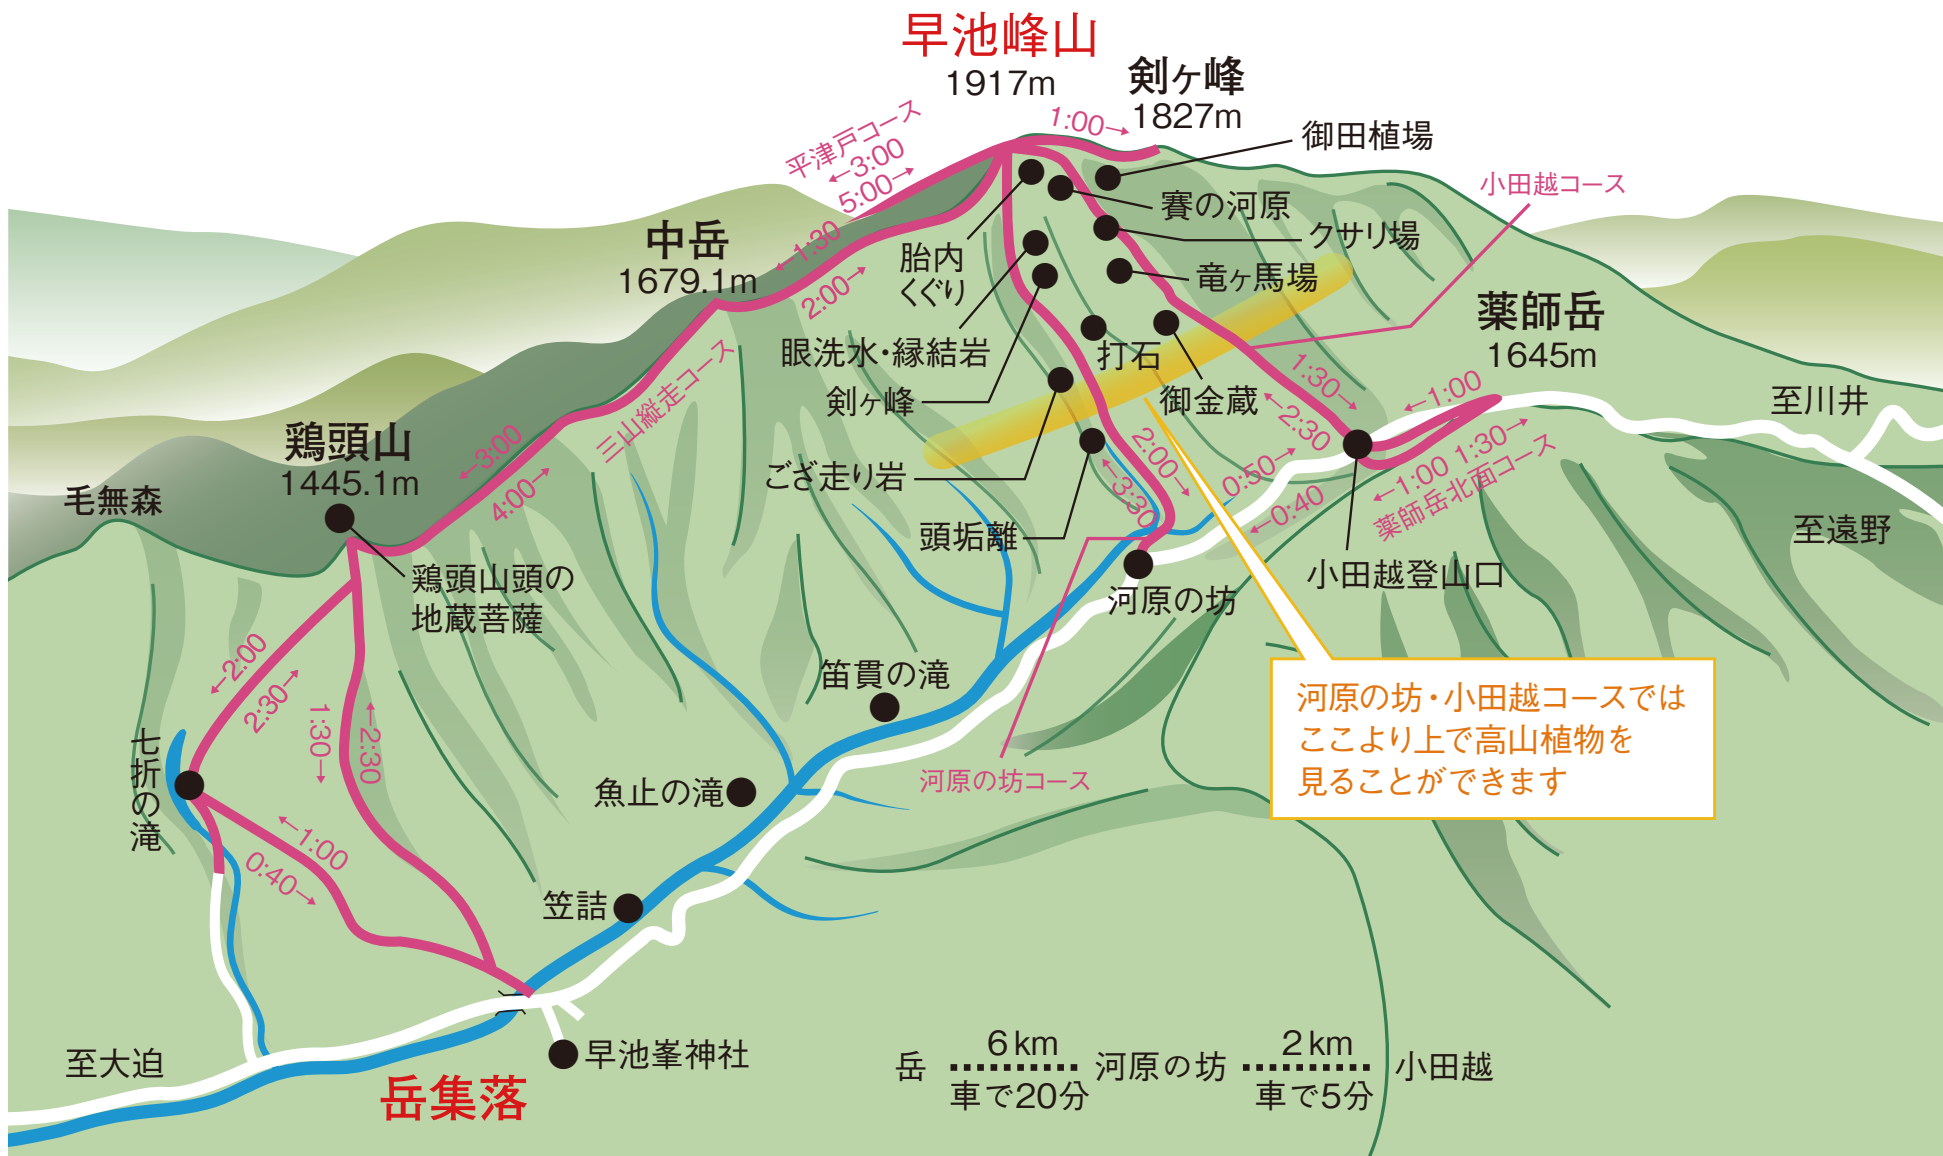 早池峰山
1917m
剣ヶ峰
1827m
1:00→
御田植場
平津戸コース
←3:00
5:00→
小田越コース
賽の河原
クサリ場
中岳
1679.1m
←1:30
2:00→
胎内
くぐり
竜ヶ馬場
薬師岳
1645m
眼洗水・縁結岩
打石
剣ヶ峰
御金蔵
1:30→
←2:30
←1:00
至川井
三山縦走コース
鶏頭山
1445.1m
←3:00
4:00→
毛無森
ござ走り岩
2:00→
←3:30
0:50→
←0:40
←1:00 1:30→
薬師岳北面コース
頭垢離
至遠野
鶏頭山頭の
地蔵菩薩
河原の坊
小田越登山口
←2:00
2:30→
1:30→
←2:30
笛貫の滝
河原の坊・小田越コースでは
ここより上で高山植物を
見ることができます
七折の滝
魚止の滝
河原の坊コース
←1:00
0:40→
笠詰
早池峯神社
至大迫
岳集落
岳 6km 河原の坊 2km 小田越
車で20分 車で5分